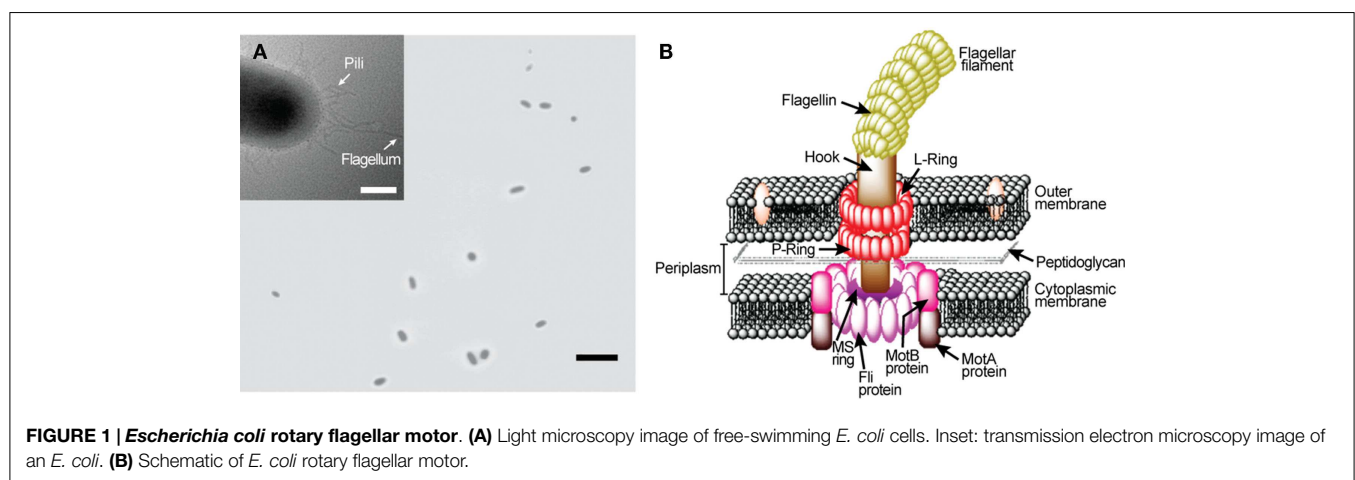 A
Pili
Flagellum
B
Flagellar
filament
Flagellin
Hook
L-Ring
Outer
membrane
P-Ring
Periplasm
Peptidoglycan
Cytoplasmic
membrane
MS
ring
Fli
protein
MotB
protein
MotA
protein
FIGURE 1 | Escherichia coli rotary flagellar motor. (A) Light microscopy image of free-swimming E. coli cells. Inset: transmission electron microscopy image of
an E. coli. (B) Schematic of E. coli rotary flagellar motor.